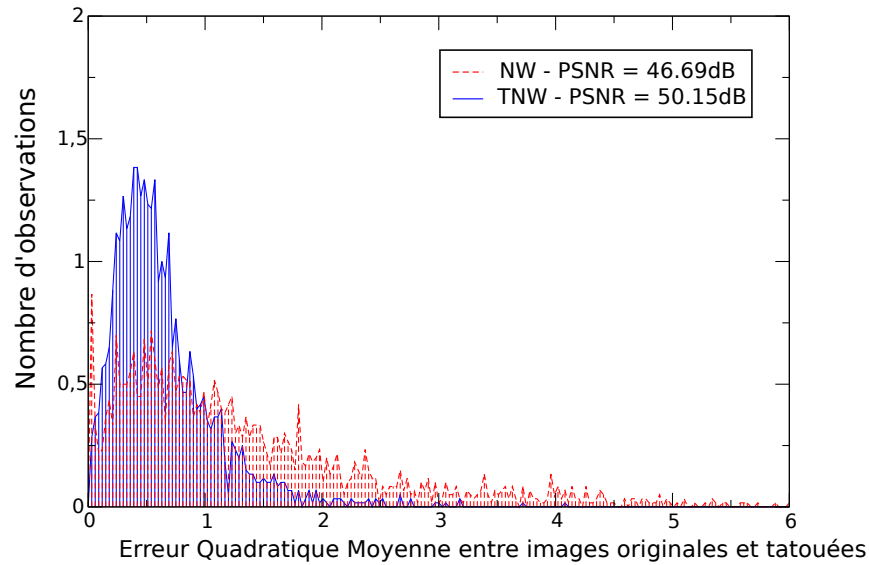 2
1,5
1
0,5
0
Nombre d'observations
NW - PSNR = 46.69dB
TNW - PSNR = 50.15dB
0 1 2 3 4 5 6
Erreur Quadratique Moyenne entre images originales et tatouées